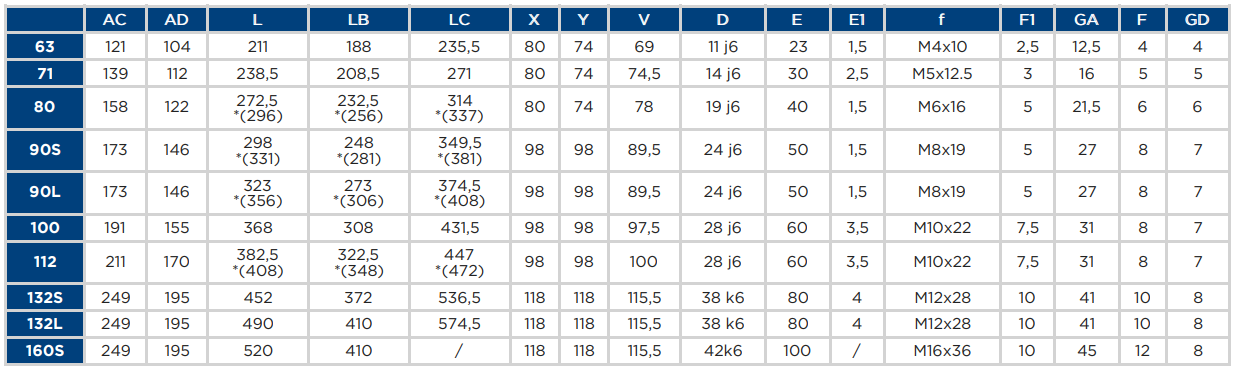 AC AD L LB LC X Y V D E E1 f F1 GA F GD
63 121 104 211 188 235,5 80 74 69 11 j6 23 1,5 M4x10 2,5 12,5 4 4
71 139 112 238,5 208,5 271 80 74 74,5 14 j6 30 2,5 M5x12.5 3 16 5 5
80 158 122 272,5 232,5 314 80 74 78 19 j6 40 1,5 M6x16 5 21,5 6 6
*(296) *(256) *(337)
90S 173 146 298 248 349,5 98 98 89,5 24 j6 50 1,5 M8x19 5 27 8 7
*(331) *(281) *(381)
90L 173 146 323 273 374,5 98 98 89,5 24 j6 50 1,5 M8x19 5 27 8 7
*(356) *(306) *(408)
100 191 155 368 308 431,5 98 98 97,5 28 j6 60 3,5 M10x22 7,5 31 8 7
112 211 170 382,5 322,5 447 98 98 100 28 j6 60 3,5 M10x22 7,5 31 8 7
*(408) *(348) *(472)
132S 249 195 452 372 536,5 118 118 115,5 38 k6 80 4 M12x28 10 41 10 8
132L 249 195 490 410 574,5 118 118 115,5 38 k6 80 4 M12x28 10 41 10 8
160S 249 195 520 410 / 118 118 115,5 42k6 100 / M16x36 10 45 12 8